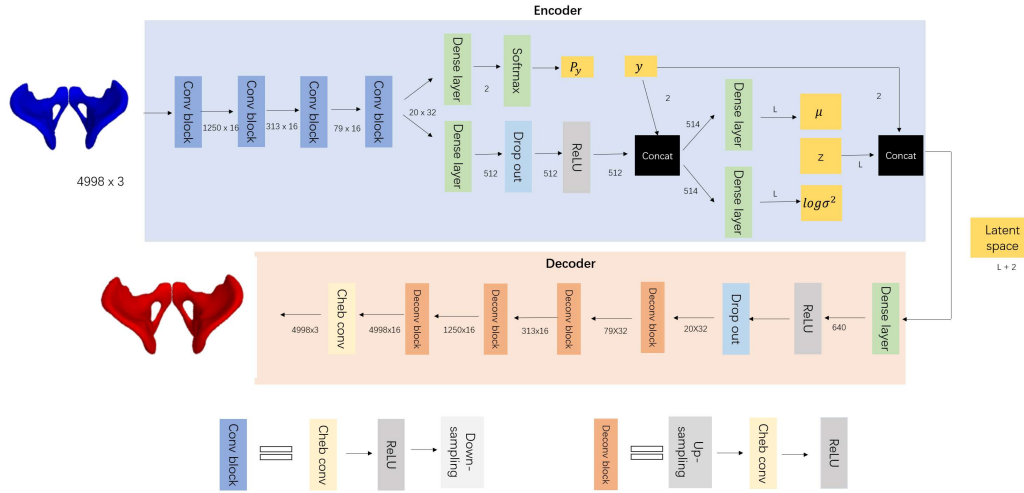 Encoder
4998 x 3
Conv block
1250 x 16
Conv block
313 x 16
Conv block
79 x 16
Conv block
20 x 32
Dense layer
2
Softmax
P_y
Dense layer
512
Drop out
512
ReLU
512
y
2
Concat
514
514
Dense layer
L
μ
Z
L
Dense layer
L
logσ²
2
Concat
Latent
space
L + 2
Decoder
Dense layer
640
ReLU
Drop out
20X32
Deconv block
79X32
Deconv block
313x16
Deconv block
1250x16
Deconv block
4998x16
Cheb conv
4998x3
Conv block
Cheb conv
ReLU
Down-
sampling
Deconv block
Up-
sampling
Cheb conv
ReLU